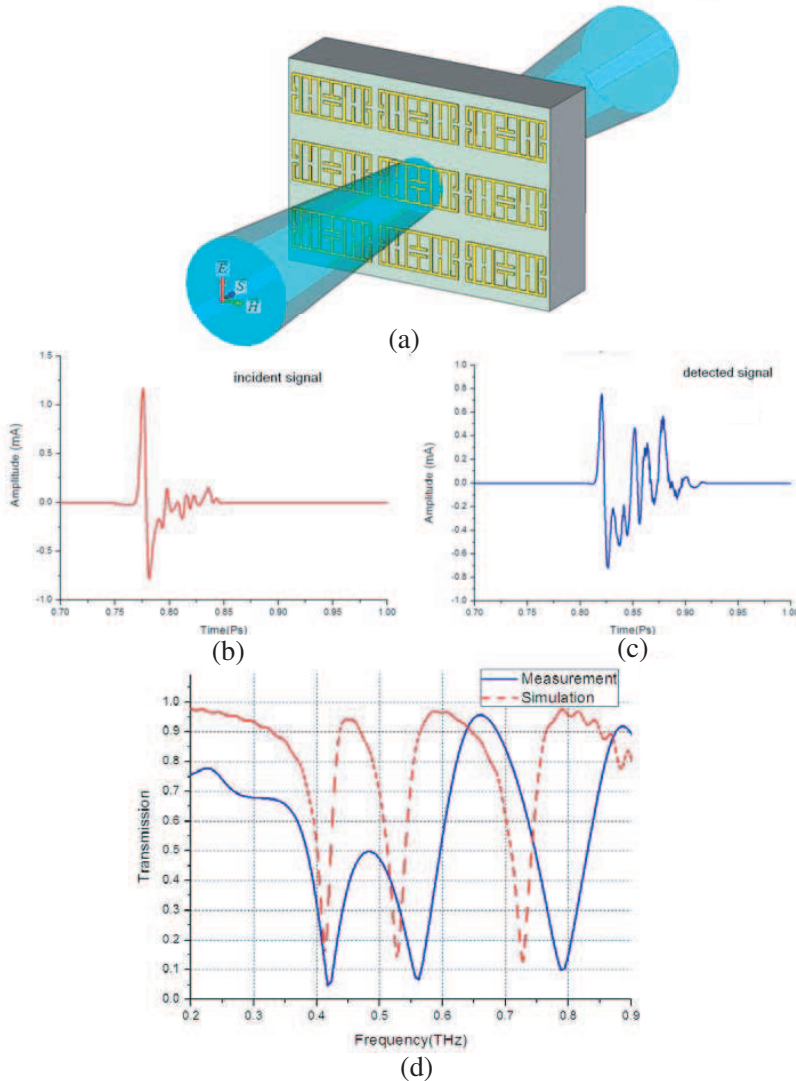 E
S
H
(a)
incident signal
Amplitude (mA)
1.5
1.0
0.5
0.0
-0.5
-1.0
0.70 0.75 0.80 0.85 0.90 0.95 1.00
Time(Ps)
(b)
detected signal
Amplitude (mA)
1.0
0.8
0.6
0.4
0.2
0.0
-0.2
-0.4
-0.6
-0.8
-1.0
0.70 0.75 0.80 0.85 0.90 0.95 1.00
Time(Ps)
(c)
Measurement
Simulation
Transmission
1.0
0.9
0.8
0.7
0.6
0.5
0.4
0.3
0.2
0.1
0.0
0.2 0.3 0.4 0.5 0.6 0.7 0.8 0.9
Frequency(THz)
(d)